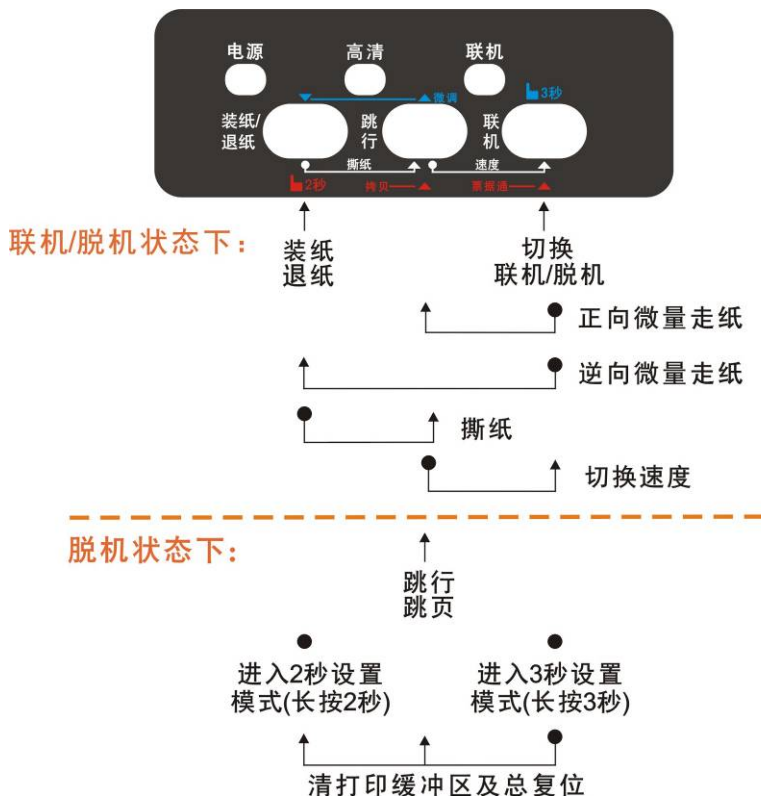 电源
高清
联机
微调
3秒
装纸/
退纸
跳
行
联
机
撕纸
速度
2秒
拷贝
票据通
联机/脱机状态下：
装纸
退纸
切换
联机/脱机
正向微量走纸
逆向微量走纸
撕纸
切换速度
脱机状态下：
跳行
跳页
进入2秒设置
模式(长按2秒)
进入3秒设置
模式(长按3秒)
清打印缓冲区及总复位